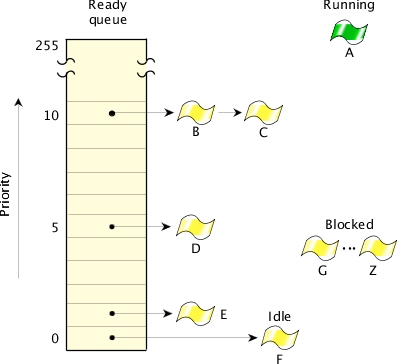 Ready
queue
Running
255
A
10
B
C
Priority
5
D
Blocked
G
Z
E
Idle
0
F